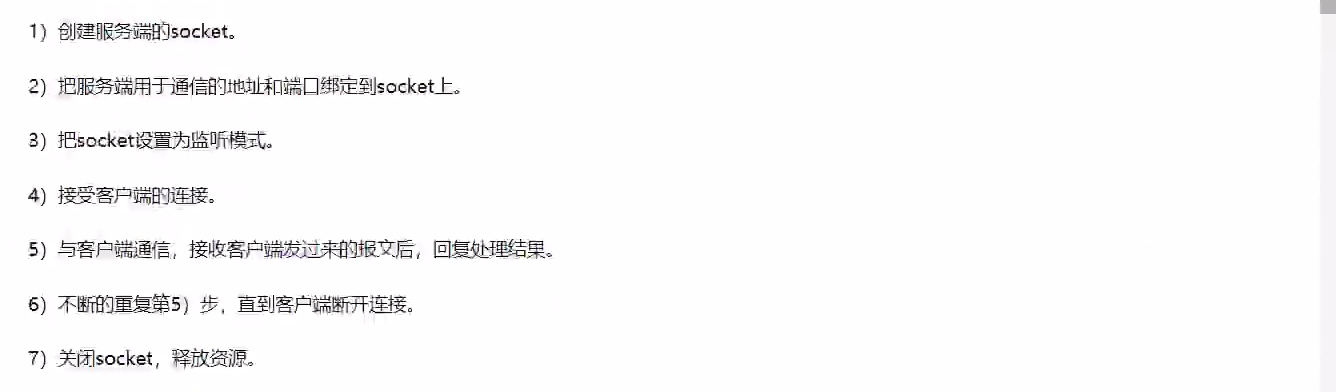 1）创建服务端的socket。
2）把服务端用于通信的地址和端口绑定到socket上。
3）把socket设置为监听模式。
4）接受客户端的连接。
5）与客户端通信，接收客户端发过来的报文后，回复处理结果。
6）不断的重复第5）步，直到客户端断开连接。
7）关闭socket，释放资源。